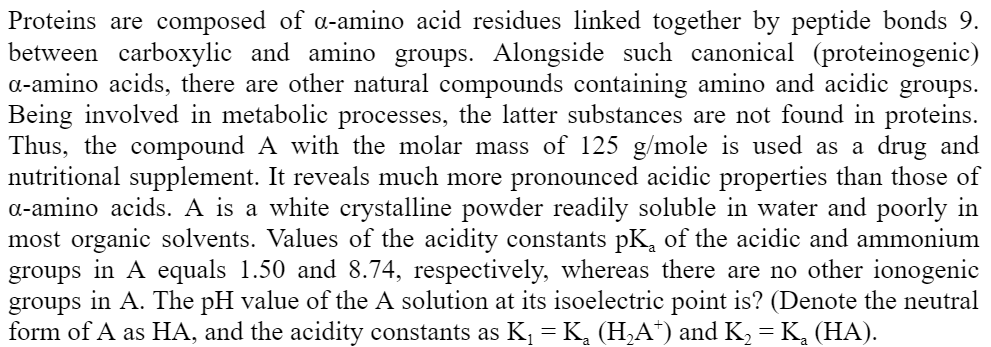 Proteins are composed of α-amino acid residues linked together by peptide bonds 9.
between carboxylic and amino groups. Alongside such canonical (proteinogenic)
α-amino acids, there are other natural compounds containing amino and acidic groups.
Being involved in metabolic processes, the latter substances are not found in proteins.
Thus, the compound A with the molar mass of 125 g/mole is used as a drug and
nutritional supplement. It reveals much more pronounced acidic properties than those of
α-amino acids. A is a white crystalline powder readily soluble in water and poorly in
most organic solvents. Values of the acidity constants pKₐ of the acidic and ammonium
groups in A equals 1.50 and 8.74, respectively, whereas there are no other ionogenic
groups in A. The pH value of the A solution at its isoelectric point is? (Denote the neutral
form of A as HA, and the acidity constants as K₁ = Kₐ (H₂A⁺) and K₂ = Kₐ (HA).